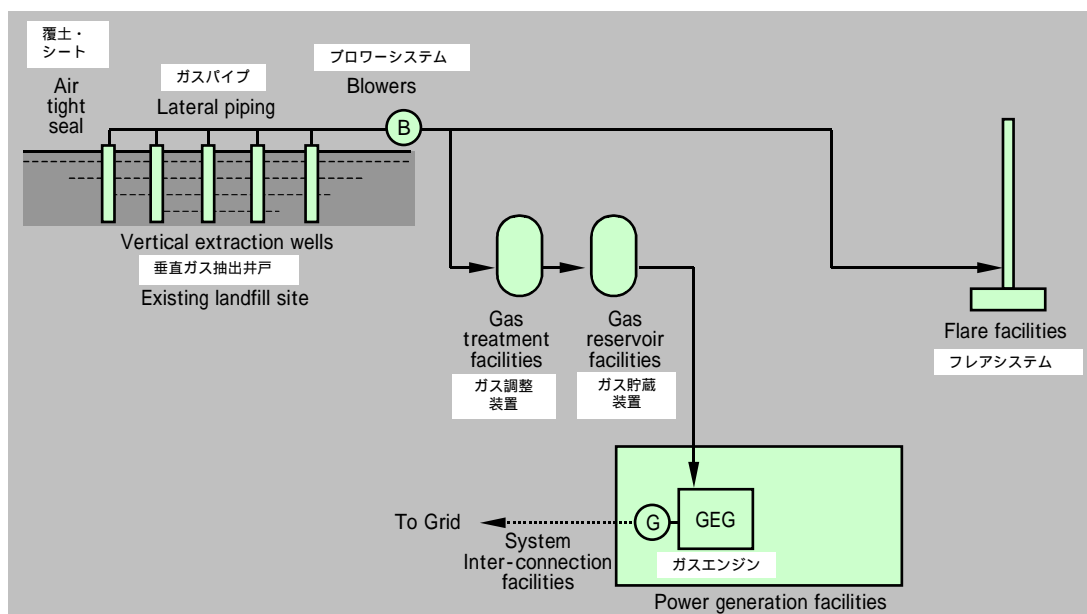 覆土・
シート
Air
tight
seal
ガスパイプ
Lateral piping
ブロワーシステム
Blowers
B
Vertical extraction wells
垂直ガス抽出井戸
Existing landfill site
Gas
treatment
facilities
ガス調整
装置
Gas
reservoir
facilities
ガス貯蔵
装置
Flare facilities
フレアシステム
To Grid
System
Inter-connection
facilities
G
GEG
ガスエンジン
Power generation facilities